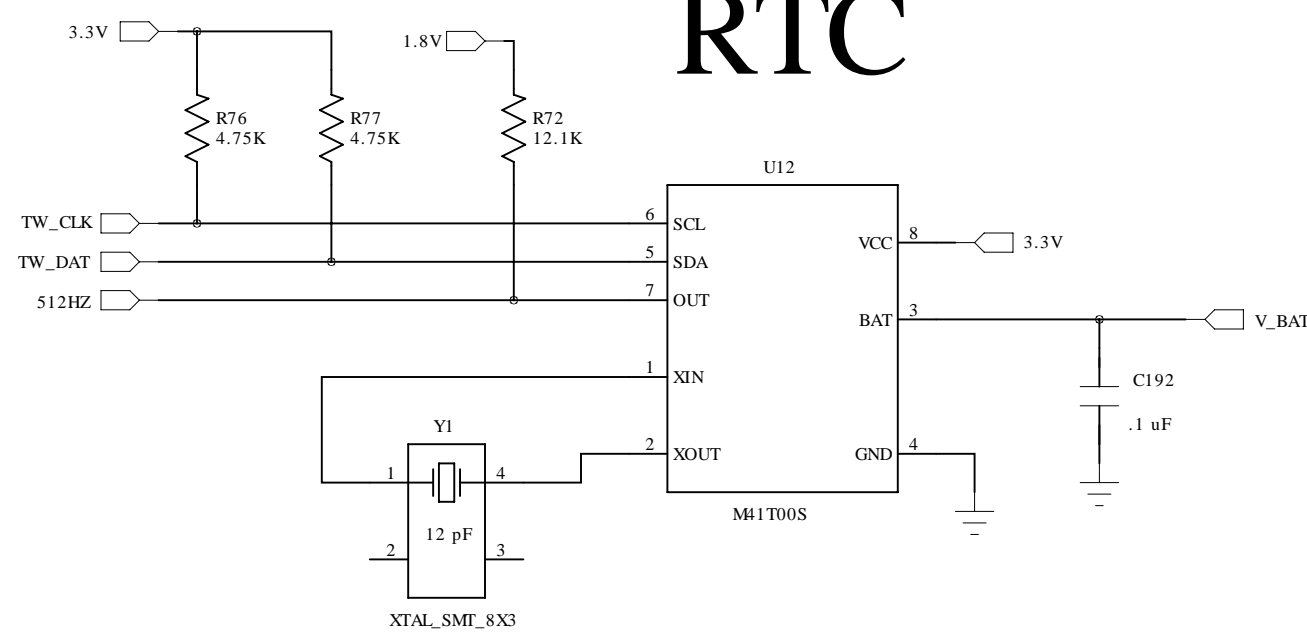 RTC
3.3V
1.8V
R76
4.75K
R77
4.75K
R72
12.1K
U12
TW_CLK
6
SCL
VCC
8
3.3V
TW_DAT
5
SDA
512HZ
7
OUT
BAT
3
V_BAT
1
XIN
C192
.1 uF
Y1
2
XOUT
GND
4
1
4
M41T00S
12 pF
2
3
XTAL_SMT_8X3